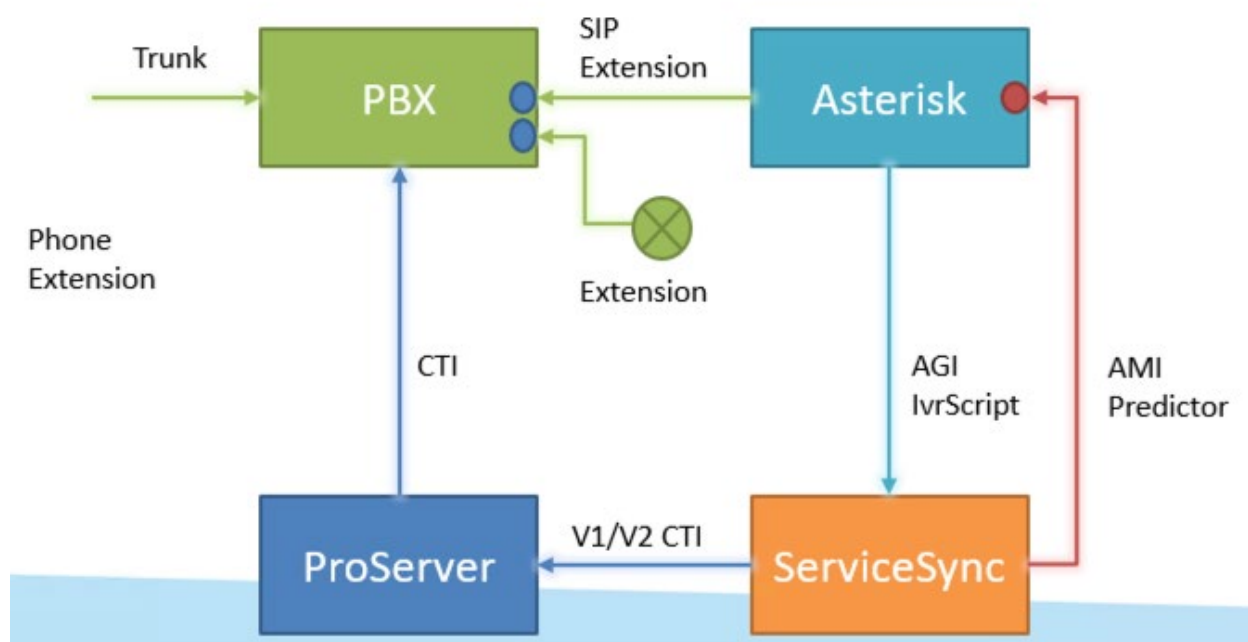 Trunk
PBX
SIP
Extension
Asterisk
Phone
Extension
Extension
CTI
AGI
IvrScript
AMI
Predictor
ProServer
V1/V2 CTI
ServiceSync